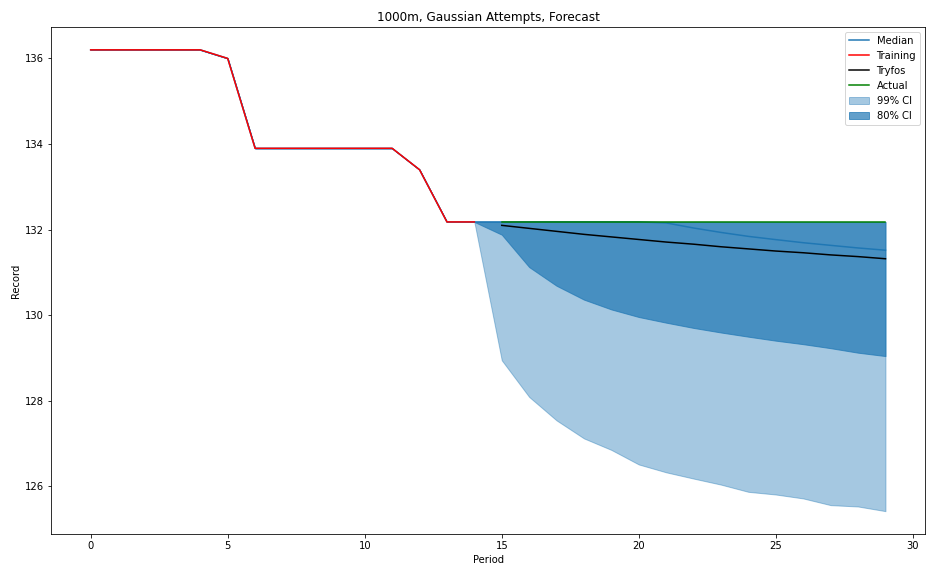 1000m, Gaussian Attempts, Forecast
Median
Training
Tryfos
Actual
99% CI
80% CI
Record
136
134
132
130
128
126
0 5 10 15 20 25 30
Period